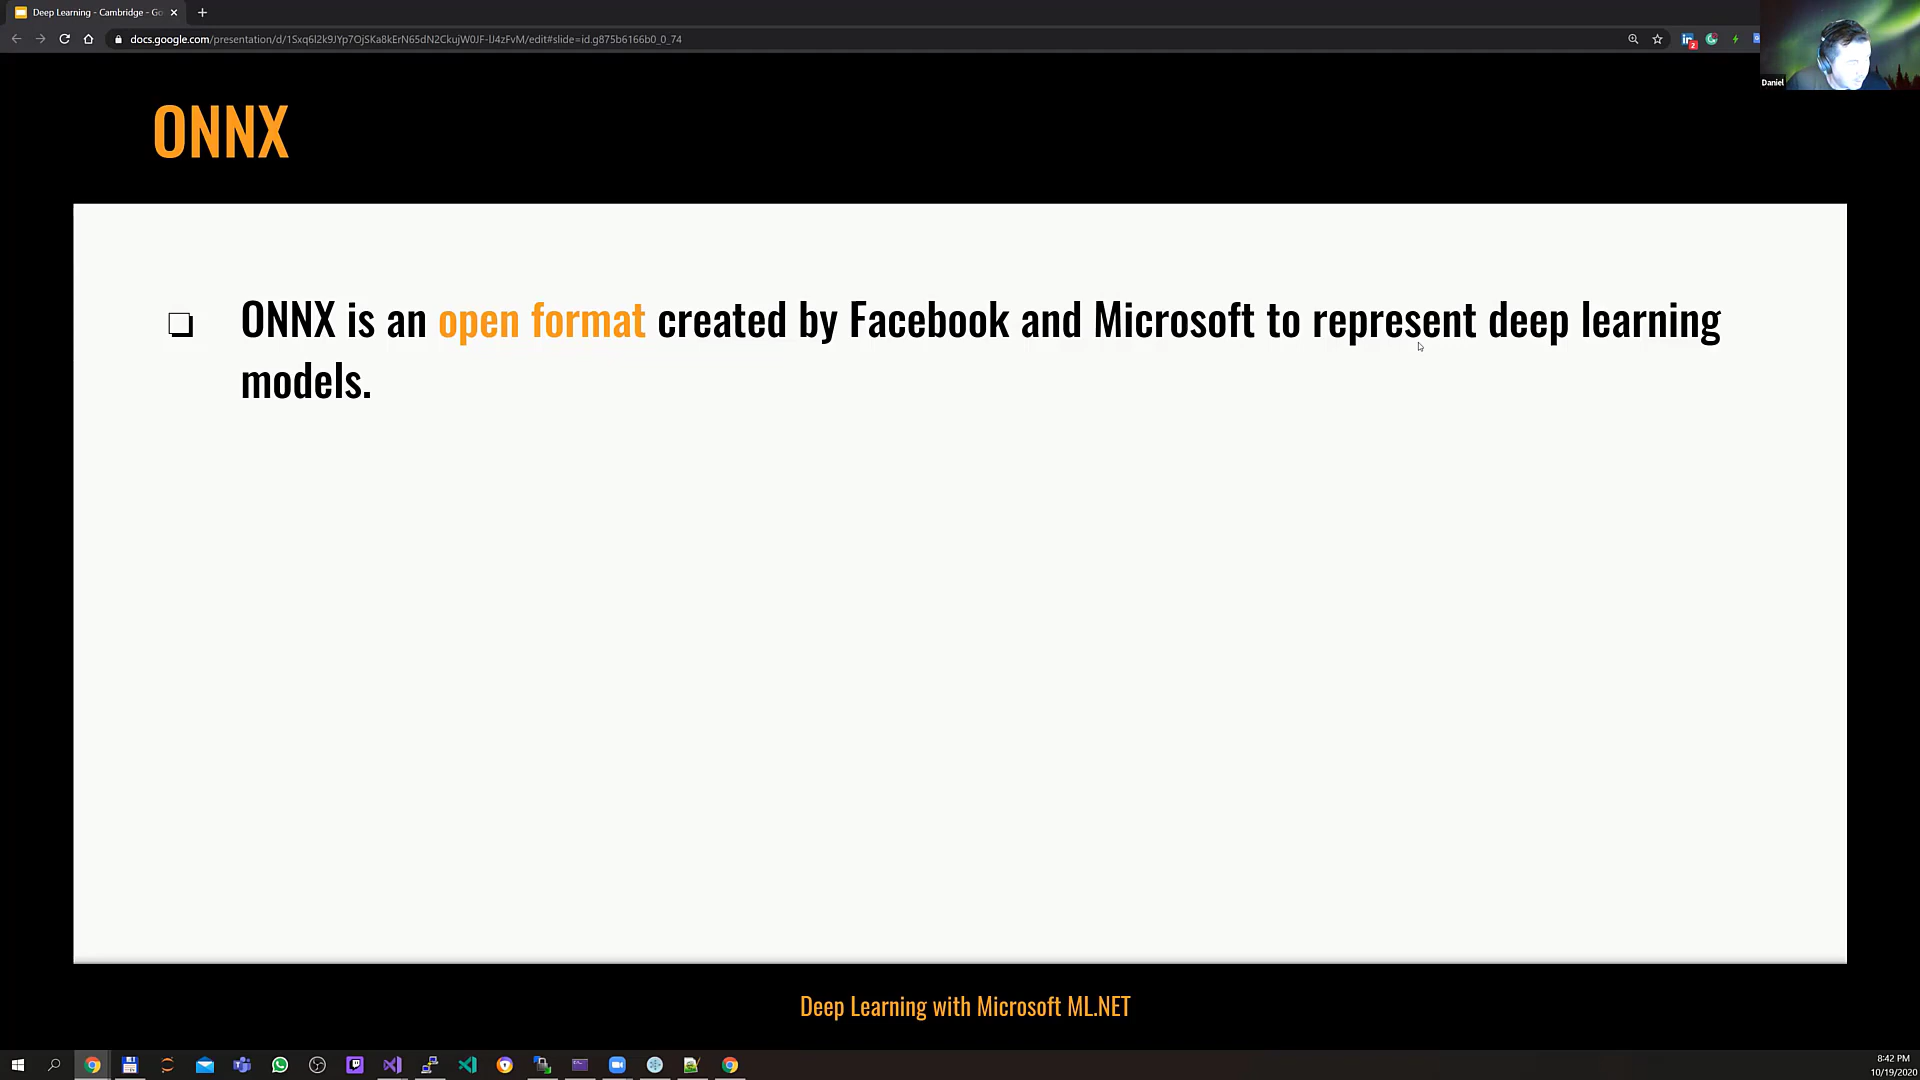 Deep Learning - Cambridge - Go
docs.google.com/presentation/d/1Sxq6l2k9JYp7OjSKa8kErN65dN2CkujW0JF-IJ4zFvM/edit#slide=id.g875b6166b0_0_74
2
Daniel
ONNX
ONNX is an open format created by Facebook and Microsoft to represent deep learning
models.
Deep Learning with Microsoft ML.NET
8:42 PM
10/19/2020